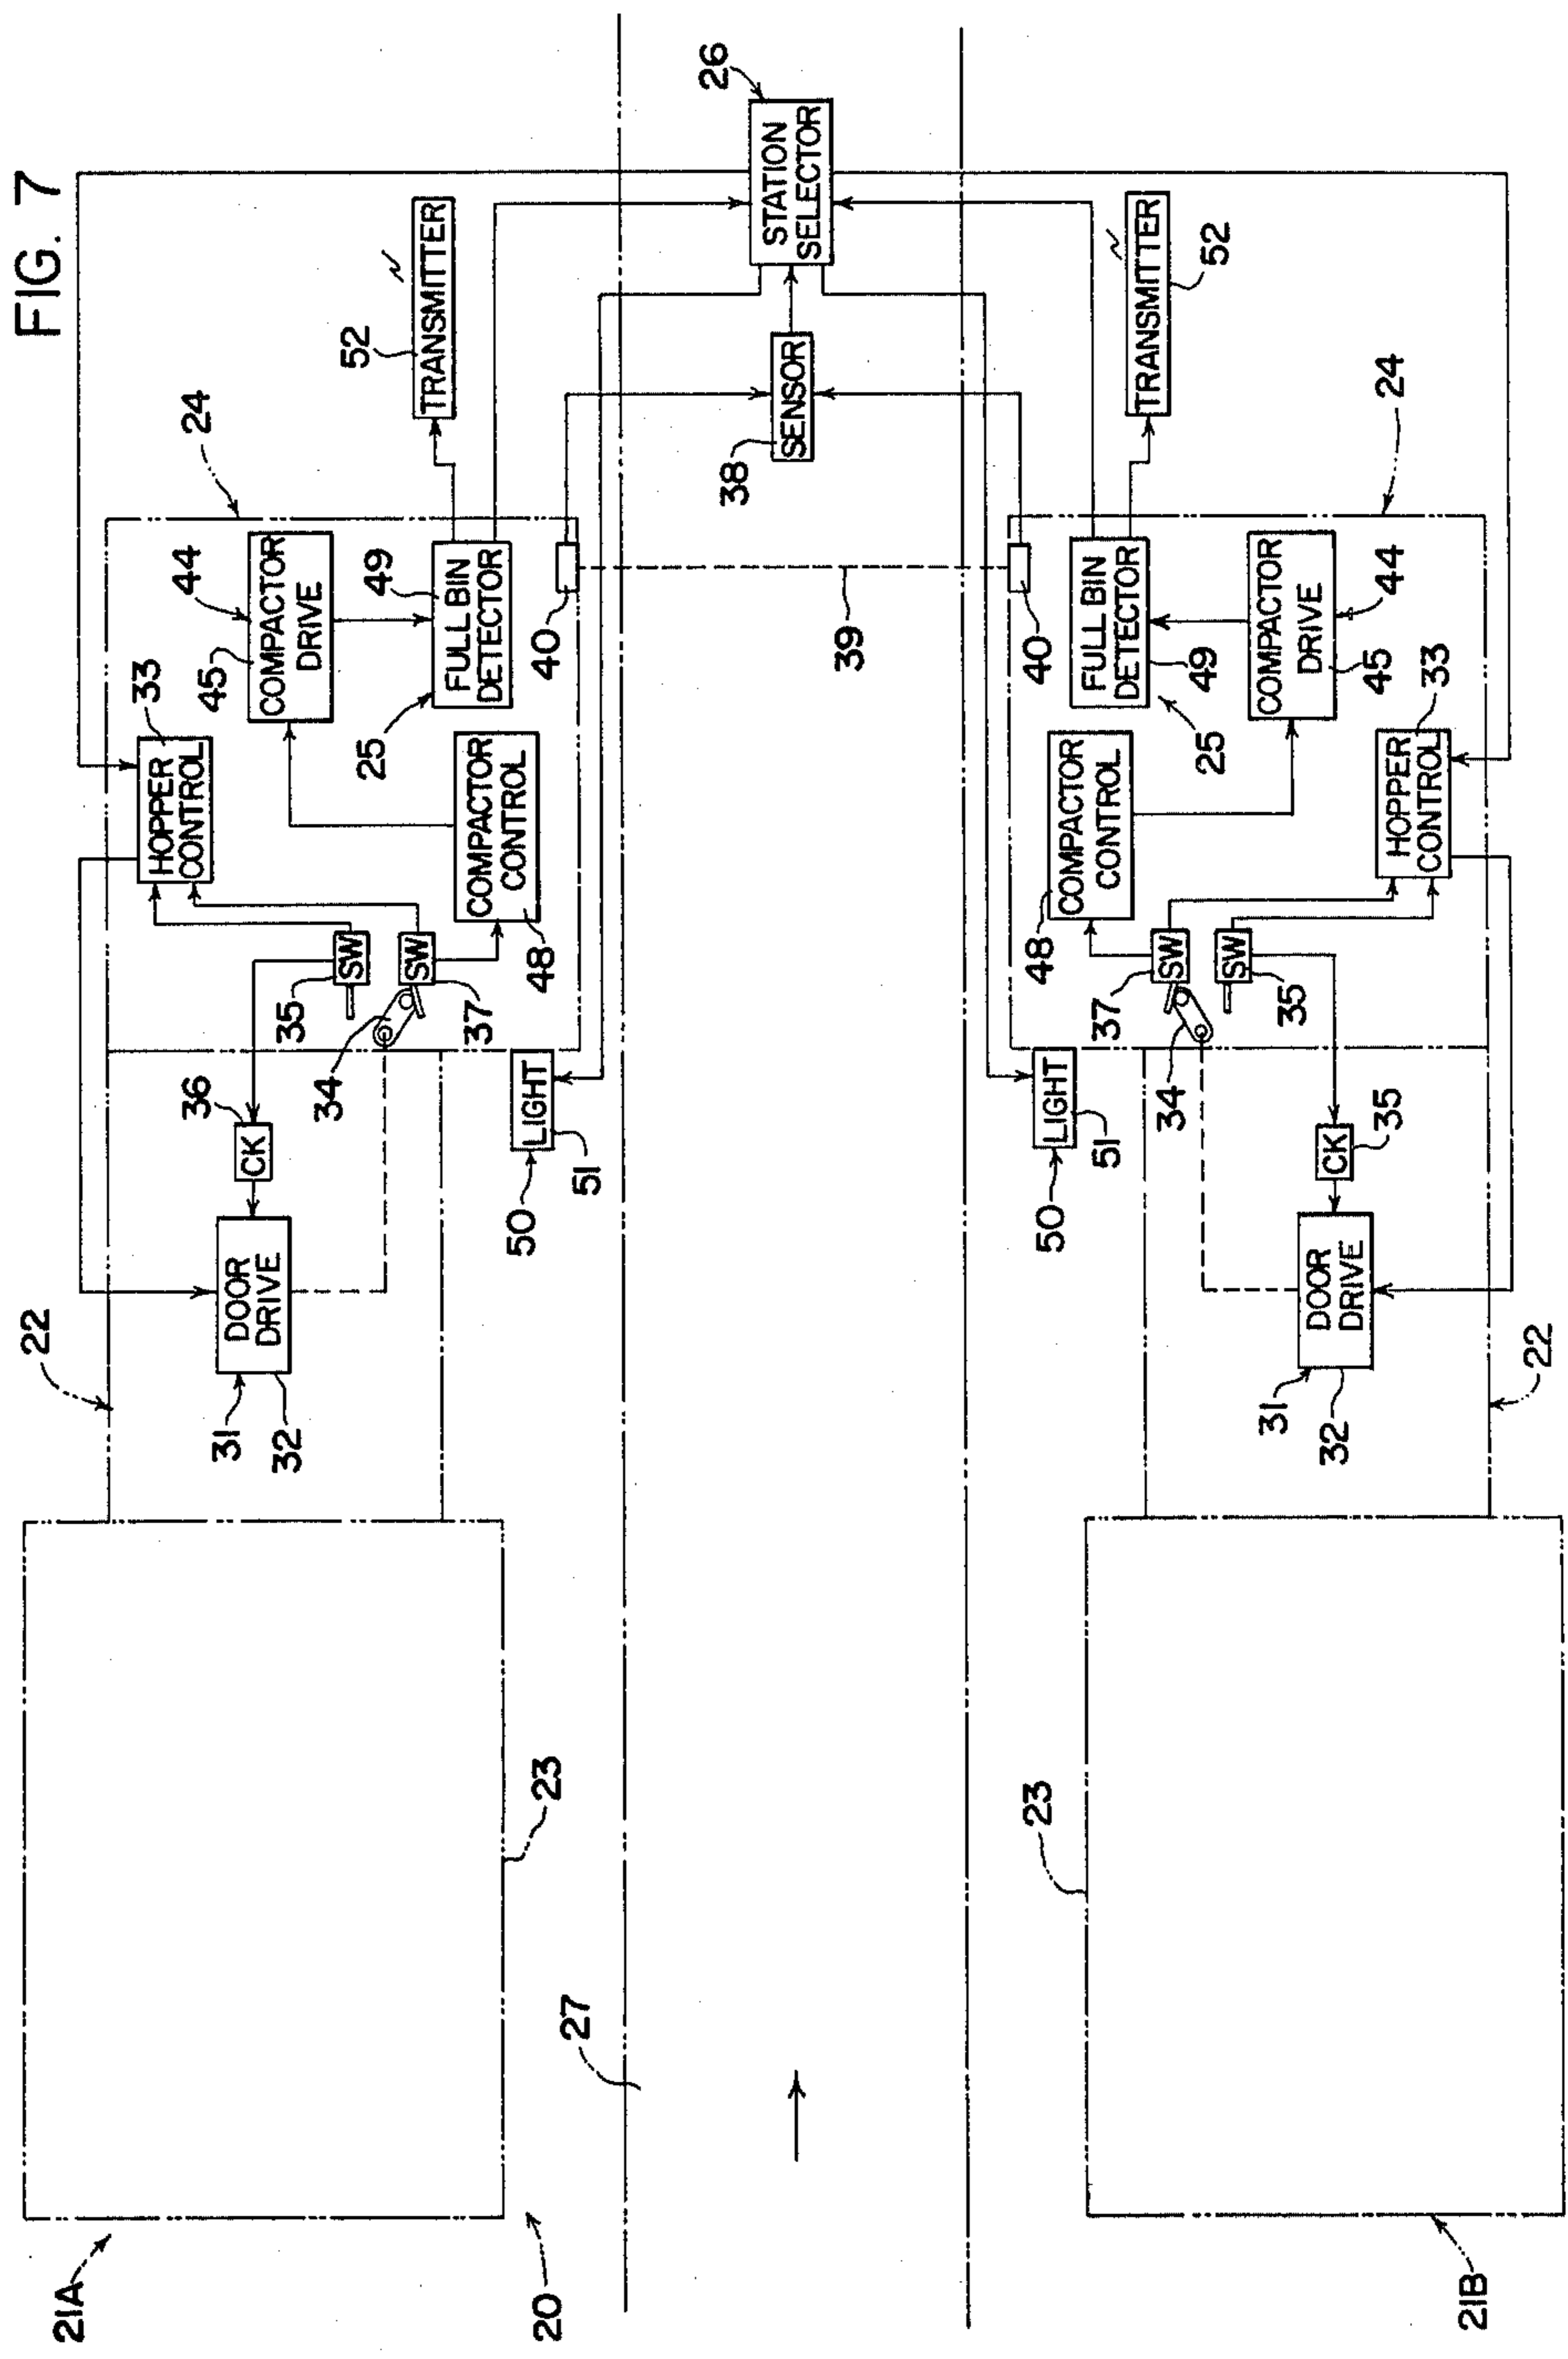 FIG. 7
21A
22
31
32
DOOR
DRIVE
36
CK
34
35
SW
37
SW
33
HOPPER
CONTROL
48
COMPACTOR
CONTROL
44
45
COMPACTOR
DRIVE
24
25
49
FULL BIN
DETECTOR
40
52
TRANSMITTER
50
LIGHT
51
23
20
27
39
38
SENSOR
26
STATION
SELECTOR
21B
23
22
31
32
DOOR
DRIVE
35
CK
50
LIGHT
51
34
37
SW
35
SW
48
COMPACTOR
CONTROL
33
HOPPER
CONTROL
40
FULL BIN
DETECTOR
49
25
COMPACTOR
DRIVE
45
44
24
TRANSMITTER
52